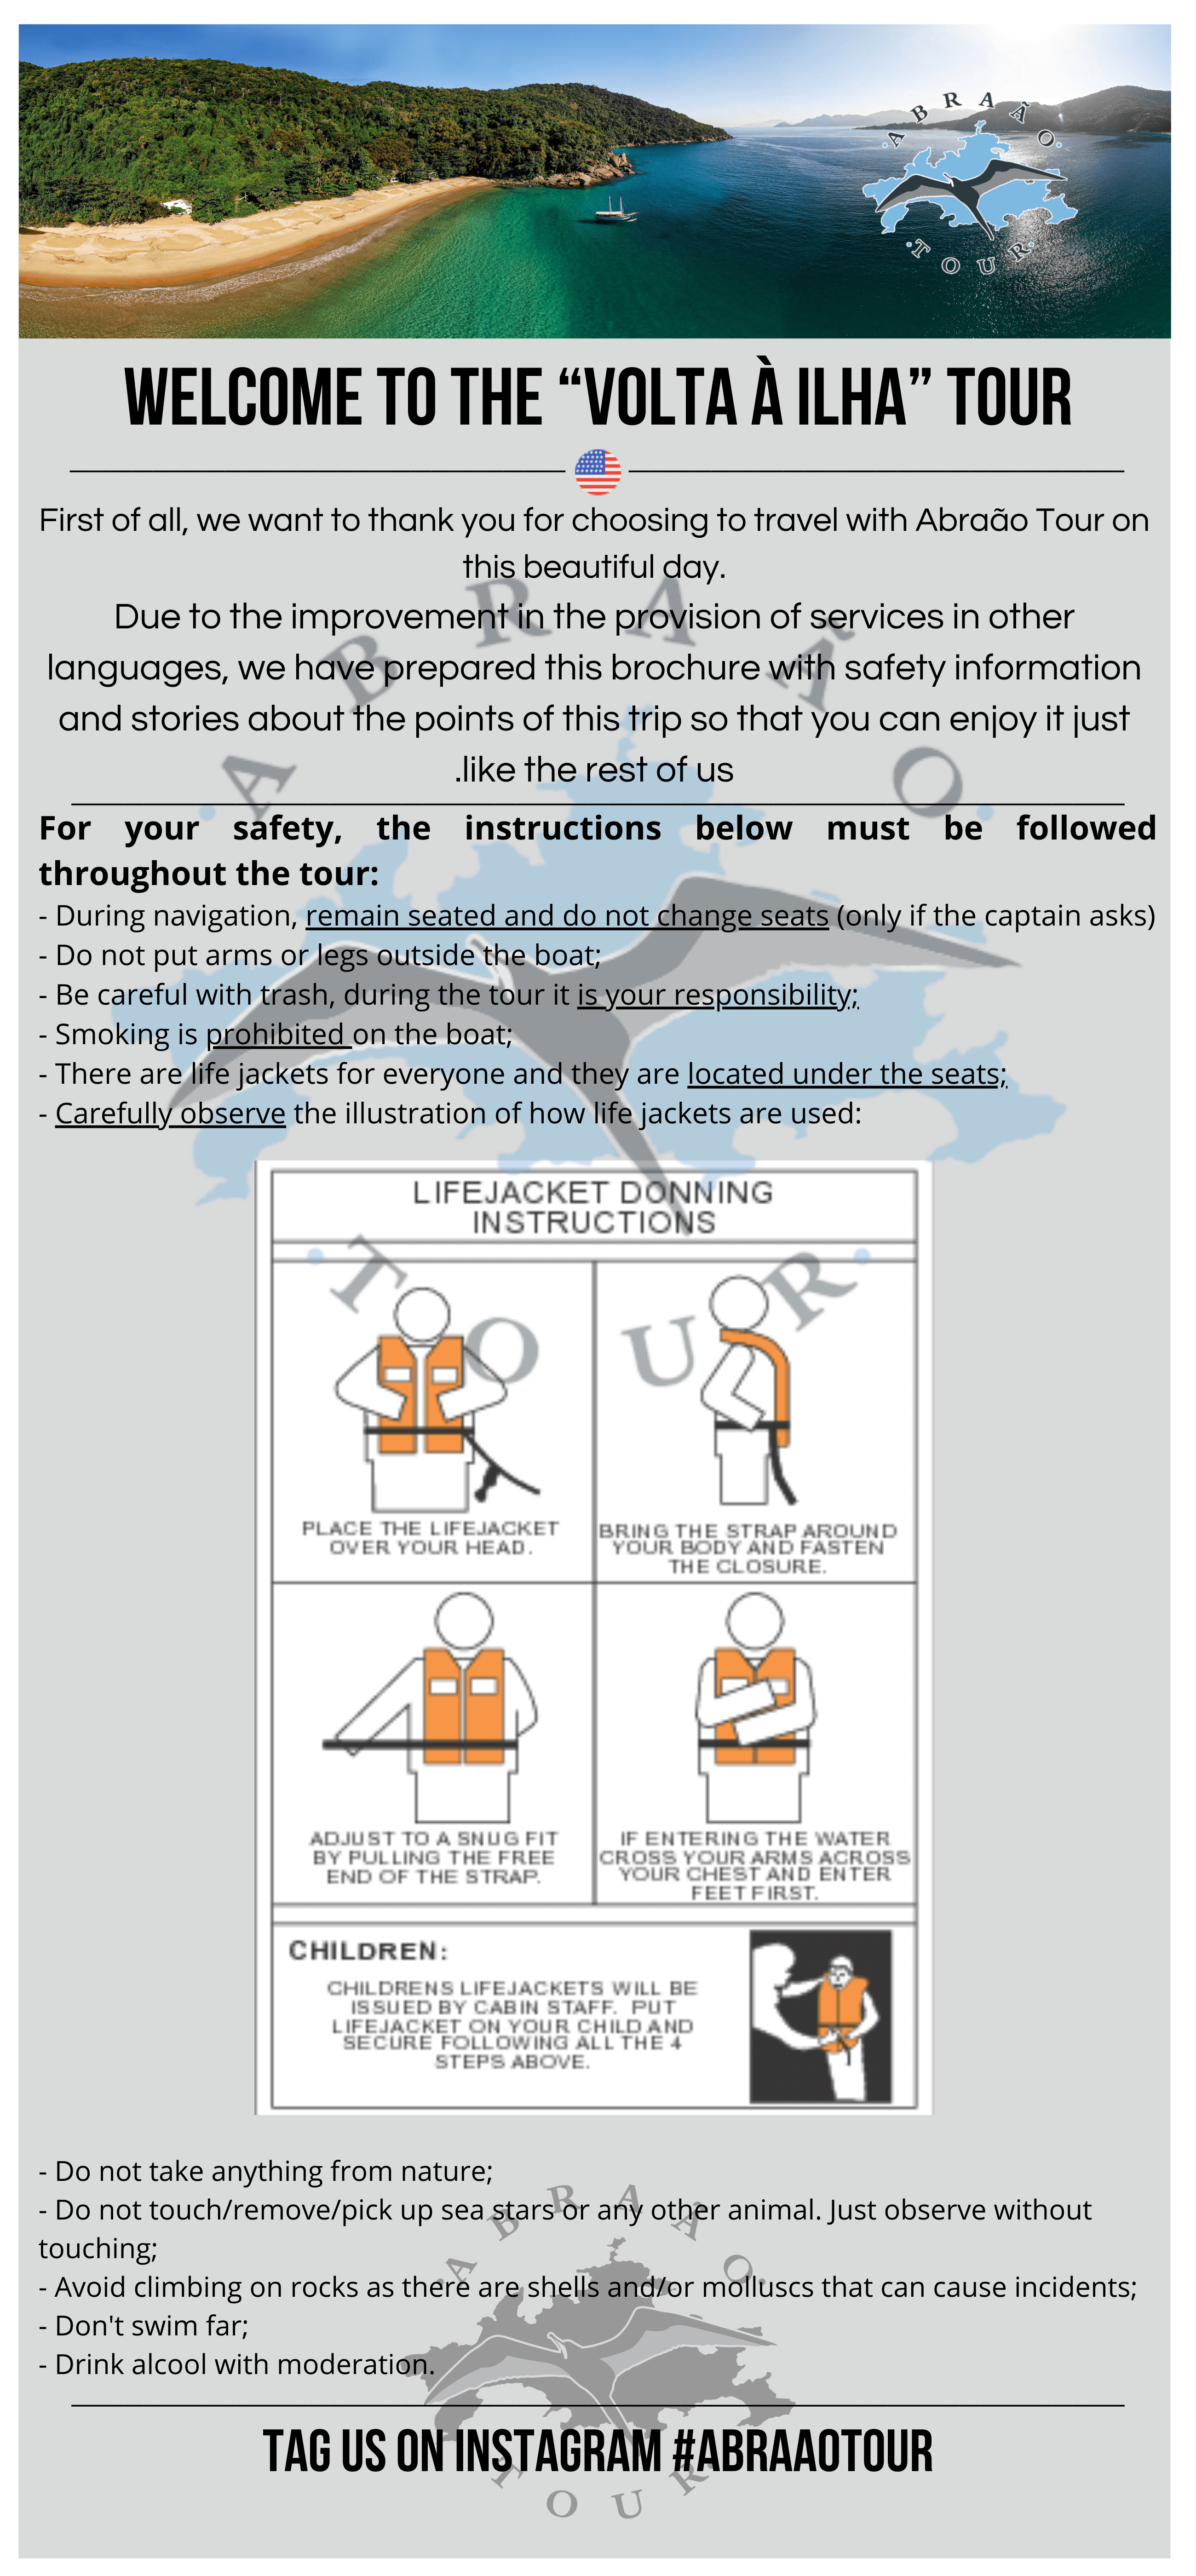 ABRAÃO
TOUR
WELCOME TO THE “VOLTA À ILHA” TOUR
First of all, we want to thank you for choosing to travel with Abraão Tour on
this beautiful day.
Due to the improvement in the provision of services in other
languages, we have prepared this brochure with safety information
and stories about the points of this trip so that you can enjoy it just
.like the rest of us
ABRAÃO
For your safety, the instructions below must be followed
throughout the tour:
- During navigation, remain seated and do not change seats (only if the captain asks)
- Do not put arms or legs outside the boat;
- Be careful with trash, during the tour it is your responsibility;
- Smoking is prohibited on the boat;
- There are life jackets for everyone and they are located under the seats;
- Carefully observe the illustration of how life jackets are used:
LIFEJACKET DONNING
INSTRUCTIONS
TOUR
PLACE THE LIFEJACKET
OVER YOUR HEAD.
BRING THE STRAP AROUND
YOUR BODY AND FASTEN
THE CLOSURE.
ADJUST TO A SNUG FIT
BY PULLING THE FREE
END OF THE STRAP.
IF ENTERING THE WATER
CROSS YOUR ARMS ACROSS
YOUR CHEST AND ENTER
FEET FIRST.
CHILDREN:
CHILDRENS LIFEJACKETS WILL BE
ISSUED BY CABIN STAFF. PUT
LIFEJACKET ON YOUR CHILD AND
SECURE FOLLOWING ALL THE 4
STEPS ABOVE.
- Do not take anything from nature;
- Do not touch/remove/pick up sea stars or any other animal. Just observe without
touching;
- Avoid climbing on rocks as there are shells and/or molluscs that can cause incidents;
- Don't swim far;
- Drink alcool with moderation.
ABRAÃO
TAG US ON INSTAGRAM #ABRAAOTOUR
TOUR